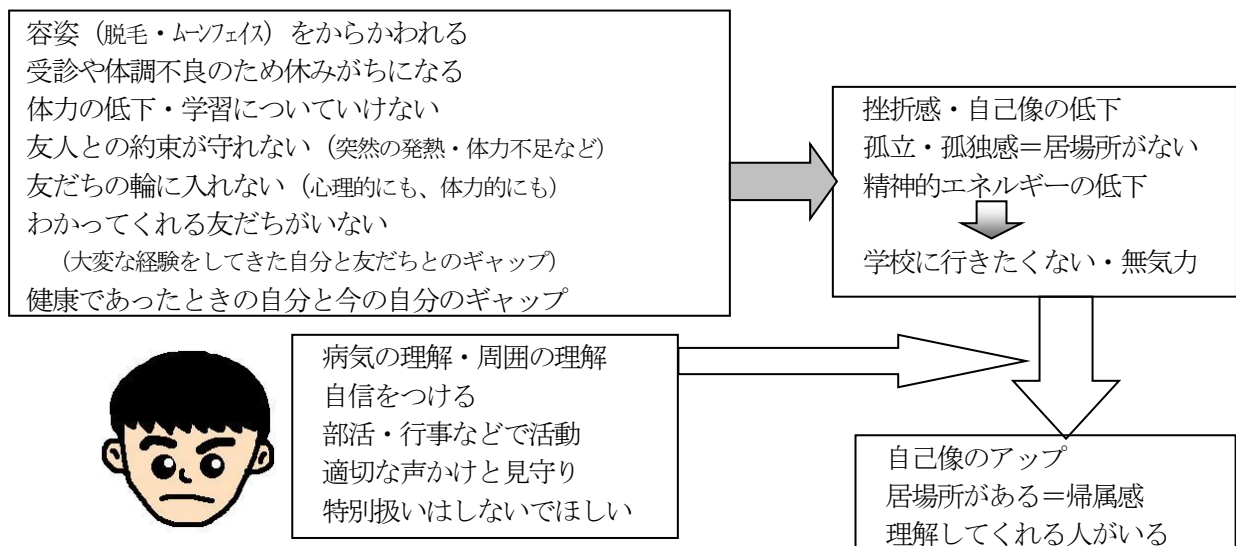 容姿（脱毛・ﾑｰﾝﾌｪｲｽ）をからかわれる
受診や体調不良のため休みがちになる
体力の低下・学習についていけない
友人との約束が守れない（突然の発熱・体力不足など）
友だちの輪に入れない（心理的にも、体力的にも）
わかってくれる友だちがいない
（大変な経験をしてきた自分と友だちとのギャップ）
健康であったときの自分と今の自分のギャップ
挫折感・自己像の低下
孤立・孤独感＝居場所がない
精神的エネルギーの低下
学校に行きたくない・無気力
病気の理解・周囲の理解
自信をつける
部活・行事などで活動
適切な声かけと見守り
特別扱いはしないでほしい
自己像のアップ
居場所がある＝帰属感
理解してくれる人がいる